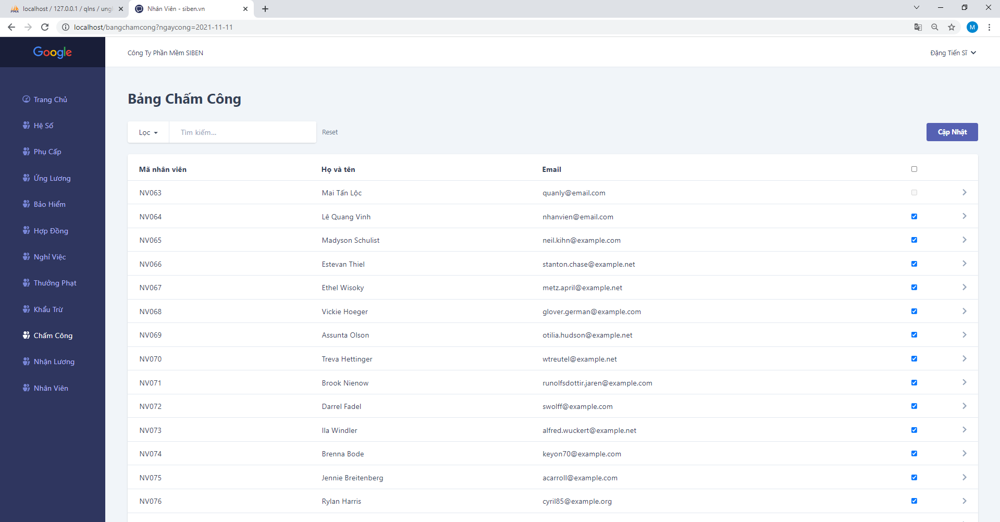 localhost / 127.0.0.1 / qlns / ungl
Nhân Viên - siben.vn
localhost/bangchamcong?ngaycong=2021-11-11
M
Google
Công Ty Phần Mềm SIBEN
Đặng Tiến Sĩ
Trang Chủ
Hệ Số
Phụ Cấp
Ứng Lương
Bảo Hiểm
Hợp Đồng
Nghỉ Việc
Thưởng Phạt
Khấu Trừ
Chấm Công
Nhận Lương
Nhân Viên
Bảng Chấm Công
Lọc Tìm kiếm... Reset Cập Nhật
Mã nhân viên Họ và tên Email
NV063 Mai Tấn Lộc quanly@email.com
NV064 Lê Quang Vinh nhanvien@email.com
NV065 Madyson Schulist neil.kihn@example.com
NV066 Estevan Thiel stanton.chase@example.net
NV067 Ethel Wisoky metz.april@example.net
NV068 Vickie Hoeger glover.german@example.com
NV069 Assunta Olson otilia.hudson@example.net
NV070 Treva Hettinger wtreutel@example.net
NV071 Brook Nienow runolfsdottir.jaren@example.com
NV072 Darrel Fadel swolff@example.com
NV073 Ila Windler alfred.wuckert@example.net
NV074 Brenna Bode keyon70@example.com
NV075 Jennie Breitenberg acarroll@example.com
NV076 Rylan Harris cyril85@example.org